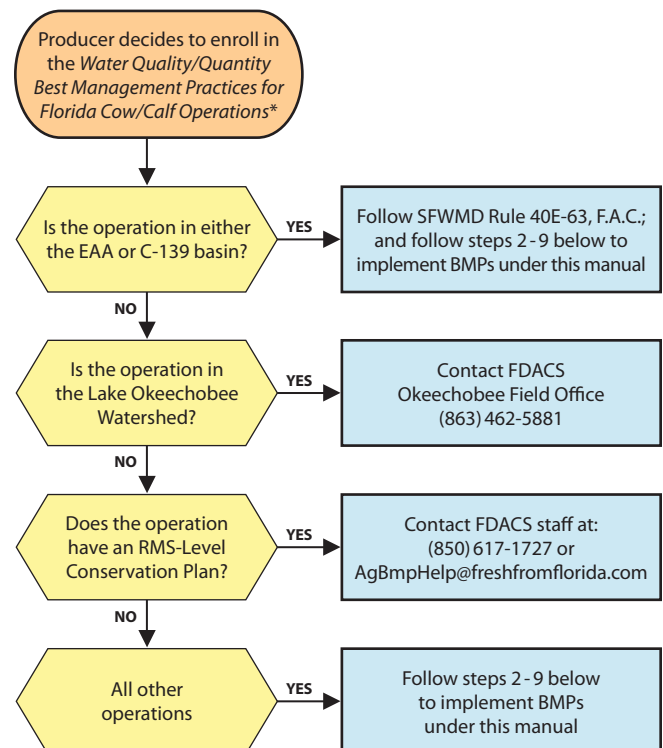 Producer decides to enroll in
the Water Quality/Quantity
Best Management Practices for
Florida Cow/Calf Operations*
Is the operation in either
the EAA or C-139 basin?
YES
Follow SFWMD Rule 40E-63, F.A.C.;
and follow steps 2-9 below to
implement BMPs under this manual
NO
Is the operation in
the Lake Okeechobee
Watershed?
YES
Contact FDACS
Okeechobee Field Office
(863) 462-5881
NO
Does the operation
have an RMS-Level
Conservation Plan?
YES
Contact FDACS staff at:
(850) 617-1727 or
AgBmpHelp@freshfromflorida.com
NO
All other
operations
YES
Follow steps 2-9 below
to implement BMPs
under this manual